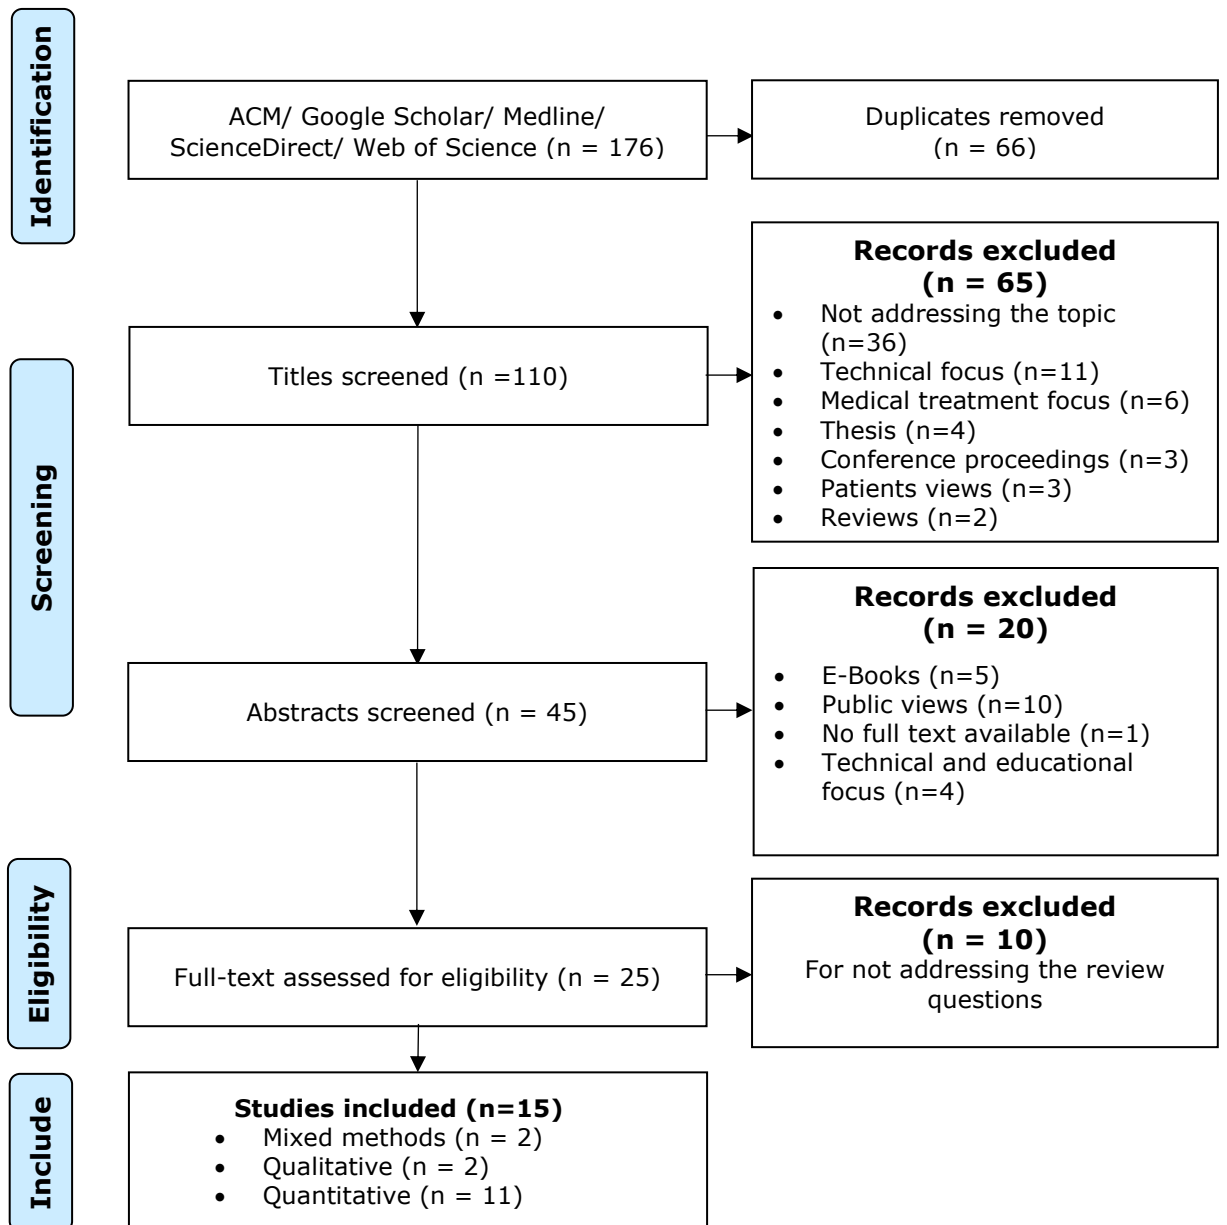 Identification
ACM/ Google Scholar/ Medline/
ScienceDirect/ Web of Science (n = 176)
Duplicates removed
(n = 66)
Screening
Titles screened (n =110)
Records excluded
(n = 65)
• Not addressing the topic
(n=36)
• Technical focus (n=11)
• Medical treatment focus (n=6)
• Thesis (n=4)
• Conference proceedings (n=3)
• Patients views (n=3)
• Reviews (n=2)
Abstracts screened (n = 45)
Records excluded
(n = 20)
• E-Books (n=5)
• Public views (n=10)
• No full text available (n=1)
• Technical and educational
focus (n=4)
Eligibility
Full-text assessed for eligibility (n = 25)
Records excluded
(n = 10)
For not addressing the review
questions
Include
Studies included (n=15)
• Mixed methods (n = 2)
• Qualitative (n = 2)
• Quantitative (n = 11)